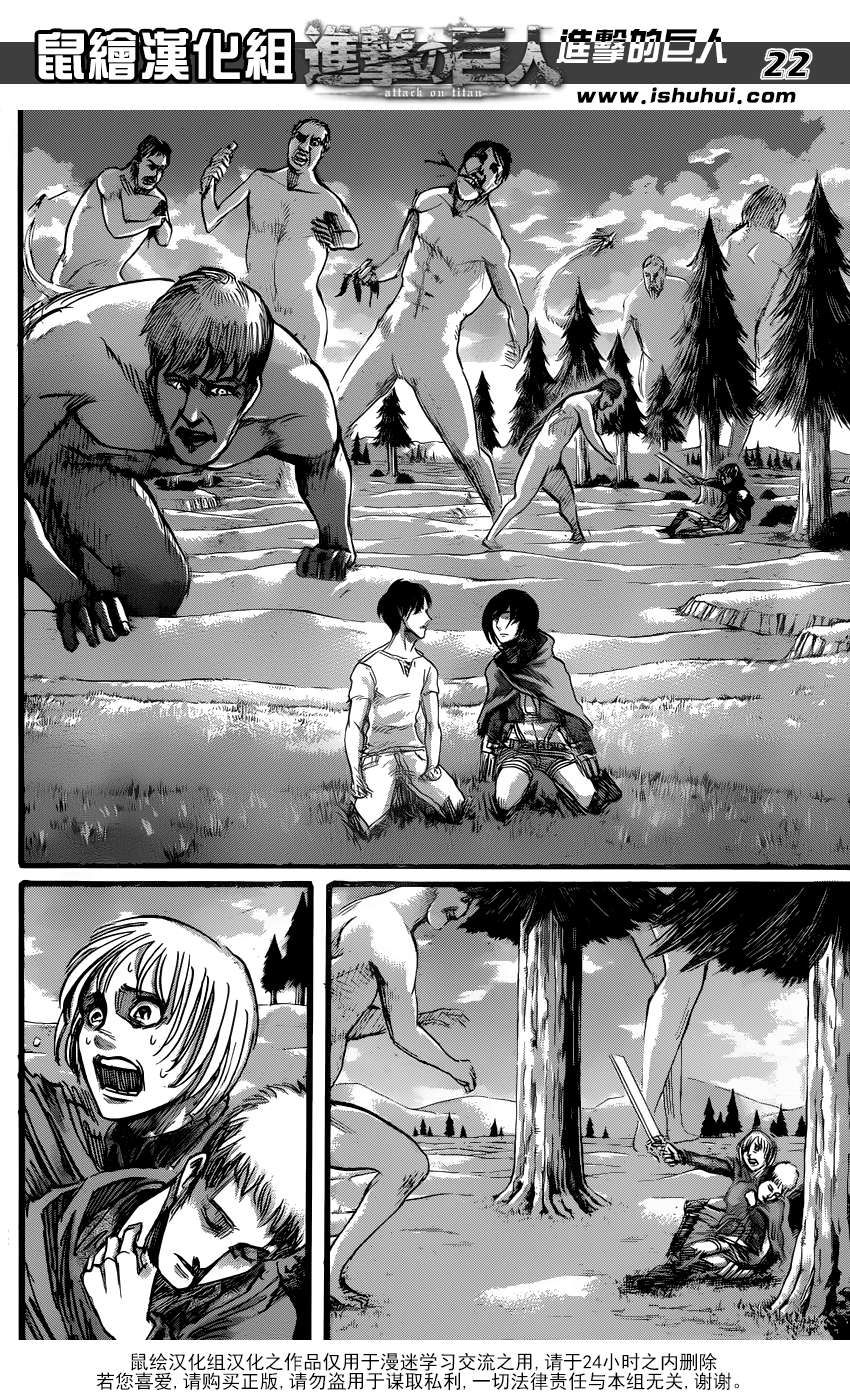 鼠繪漢化組
進撃の巨人
attack on titan
進擊的巨人
22
www.ishuhui.com
鼠绘汉化组汉化之作品仅用于漫迷学习交流之用,请于24小时之内删除
若您喜爱,请购买正版,请勿盗用于谋取私利,一切法律责任与本组无关,谢谢。